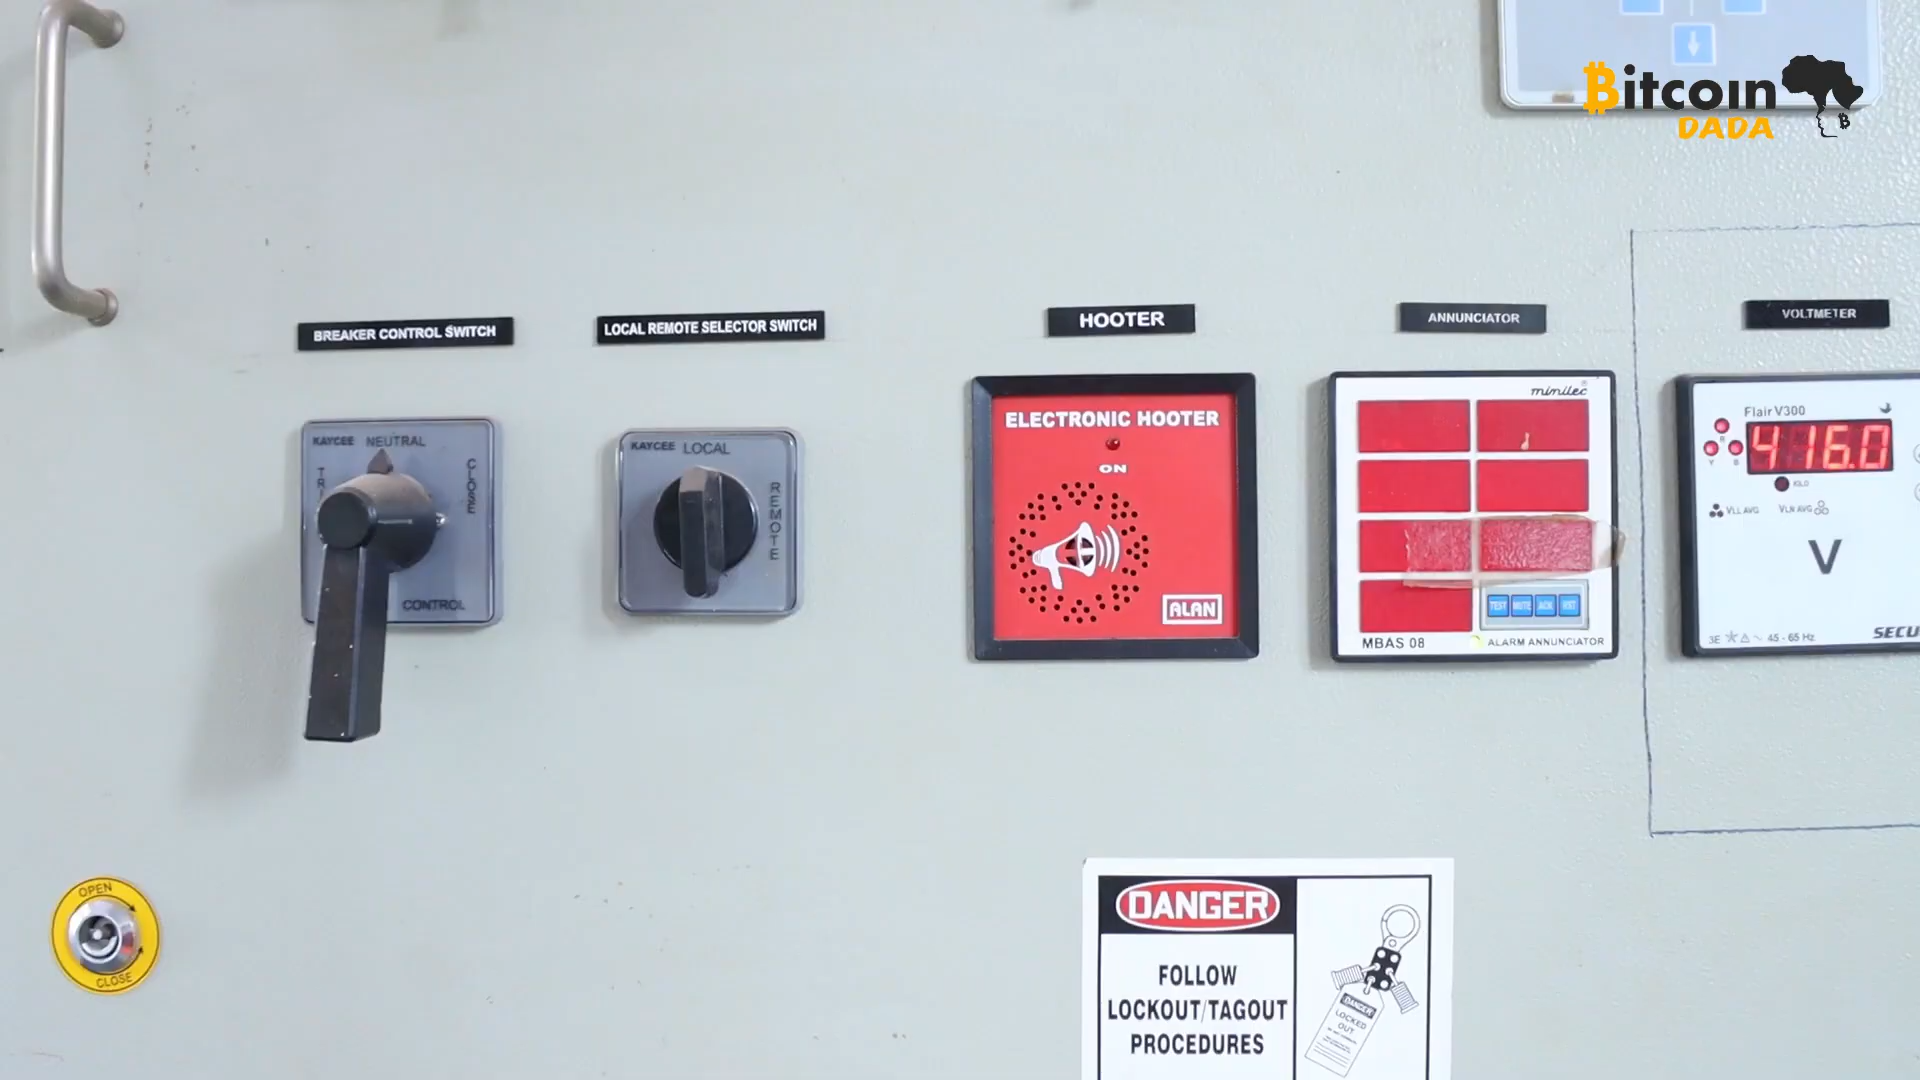 Bitcoin
DADA
BREAKER CONTROL SWITCH
LOCAL REMOTE SELECTOR SWITCH
HOOTER
ANNUNCIATOR
VOLTMETER
KAYCEE NEUTRAL
CLOSE
CONTROL
KAYCEE LOCAL
REMOTE
ELECTRONIC HOOTER
ON
ALAN
minilec
TEST MUTE ACK RST
MBAS 08 ALARM ANNUNCIATOR
Flair V300
416.0
R
Y B
KILO
VLL AVG VLN AVG
V
3E 45 - 65 Hz
OPEN
CLOSE
DANGER
FOLLOW
LOCKOUT/TAGOUT
PROCEDURES
DANGER
LOCKED
OUT